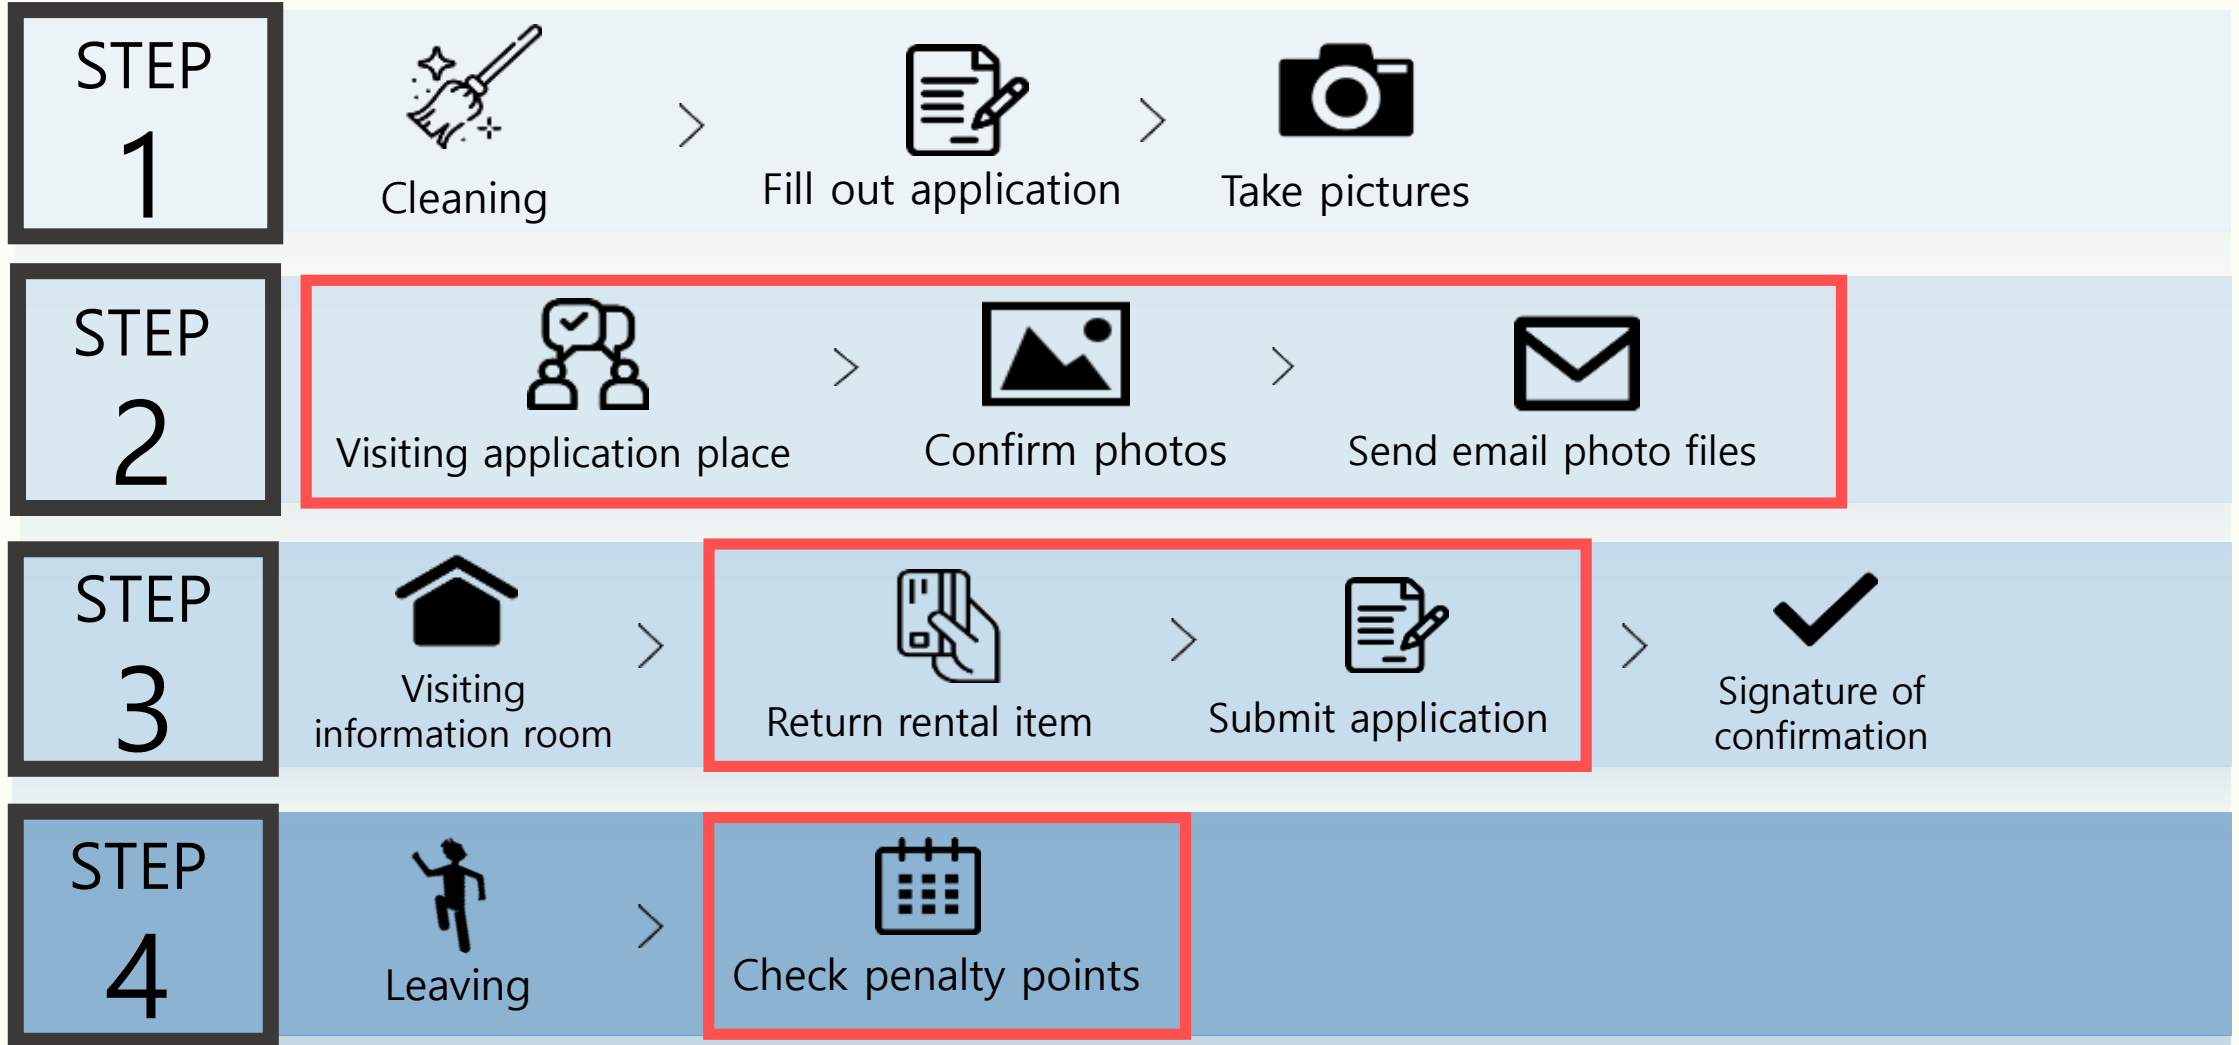 STEP
1
Cleaning
>
Fill out application
>
Take pictures
STEP
2
Visiting application place
>
Confirm photos
>
Send email photo files
STEP
3
Visiting
information room
>
Return rental item
>
Submit application
>
Signature of
confirmation
STEP
4
Leaving
>
Check penalty points